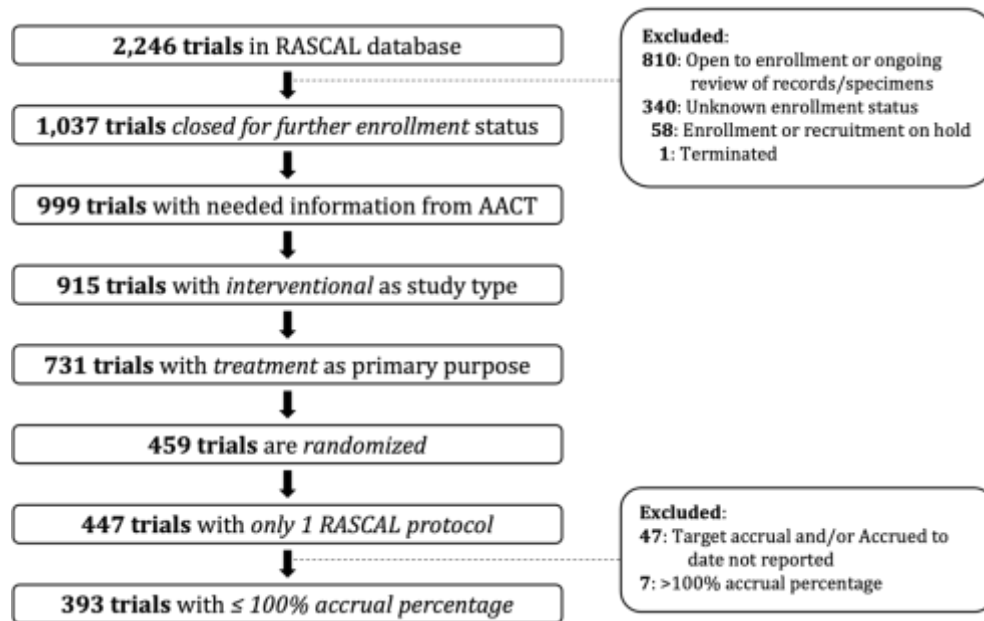 2,246 trials in RASCAL database
Excluded:
810: Open to enrollment or ongoing
review of records/specimens
340: Unknown enrollment status
58: Enrollment or recruitment on hold
1: Terminated
1,037 trials closed for further enrollment status
999 trials with needed information from AACT
915 trials with interventional as study type
731 trials with treatment as primary purpose
459 trials are randomized
447 trials with only 1 RASCAL protocol
Excluded:
47: Target accrual and/or Accrued to
date not reported
7: >100% accrual percentage
393 trials with ≤ 100% accrual percentage